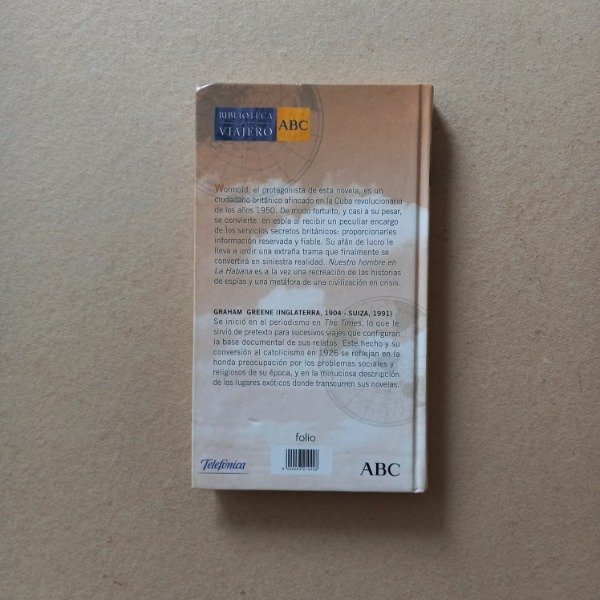 BIBLIOTECA
VIAJERO
ABC
Wormold, el protagonista de esta novela, es un
ciudadano británico afincado en la Cuba revolucionaria
de los años 1950. De modo fortuito, y casi a su pesar,
se convierte en espía al recibir un peculiar encargo
de los servicios secretos británicos: proporcionarles
información reservada y fiable. Su afán de lucro le
lleva a urdir una extraña trama que finalmente se
convertirá en siniestra realidad. Nuestro hombre en
La Habana es a la vez una recreación de las historias
de espías y una metáfora de una civilización en crisis.
GRAHAM GREENE (INGLATERRA, 1904 - SUIZA, 1991)
Se inició en el periodismo en The Times, lo que le
sirvió de pretexto para sucesivos viajes que configuran
la base documental de sus relatos. Este hecho y su
conversión al catolicismo en 1926 se reflejan en la
honda preocupación por los problemas sociales y
religiosos de su época, y en la minuciosa descripción
de los lugares exóticos donde transcurren sus novelas.
folio
Telefónica
ABC